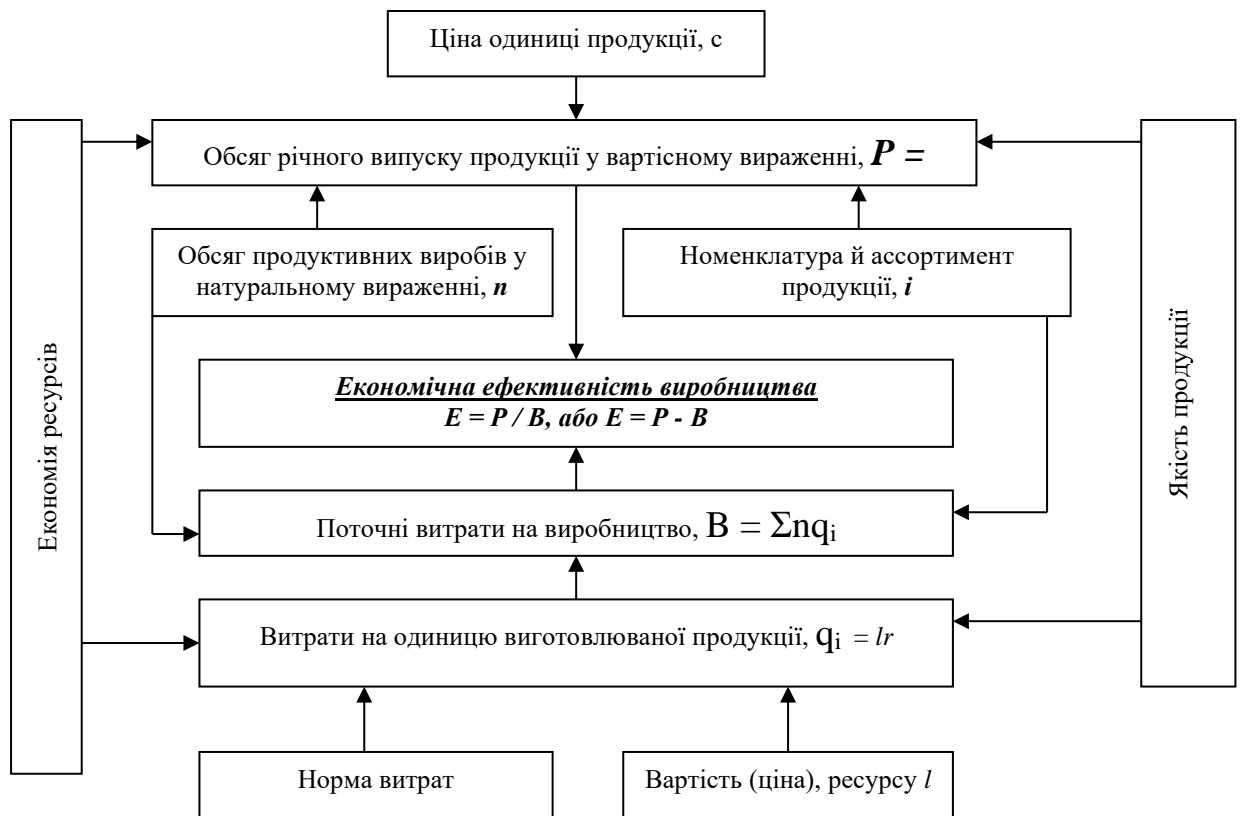 Ціна одиниці продукції, с
Обсяг річного випуску продукції у вартісному вираженні, P =
Обсяг продуктивних виробів у
натуральному вираженні, n
Номенклатура й ассортимент
продукції, i
Економія ресурсів
Якість продукції
Економічна ефективність виробництва
E = P / B, або E = P - B
Поточні витрати на виробництво, B = Σnqi
Витрати на одиницю виготовлюваної продукції, qi = lr
Норма витрат
Вартість (ціна), ресурсу l